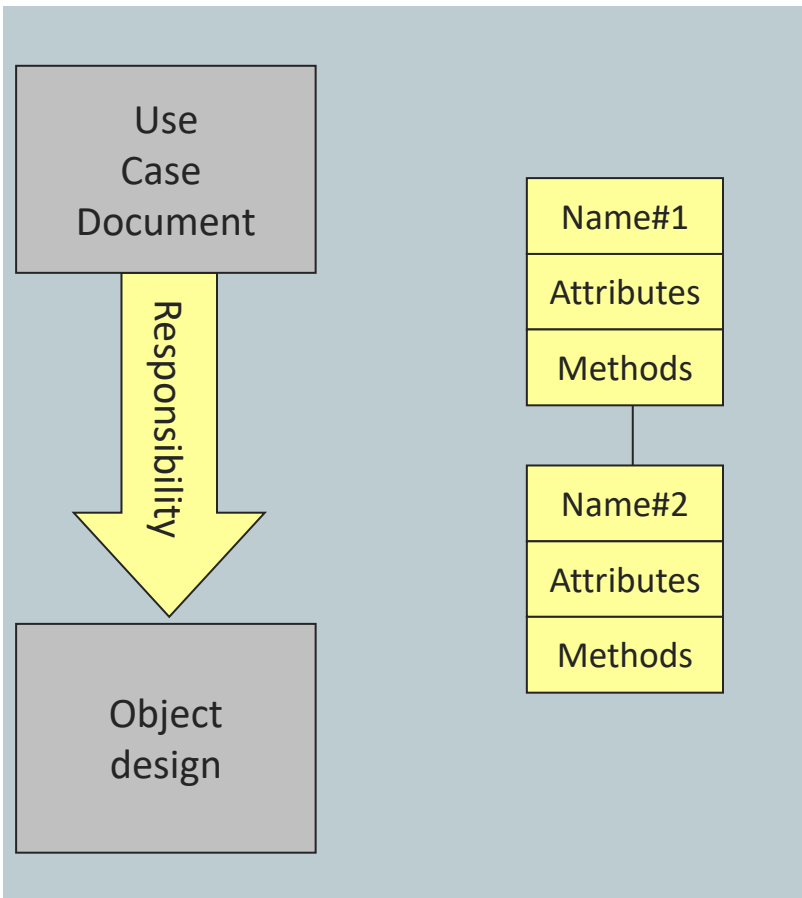 Use
Case
Document
Responsibility
Object
design
Name#1
Attributes
Methods
Name#2
Attributes
Methods